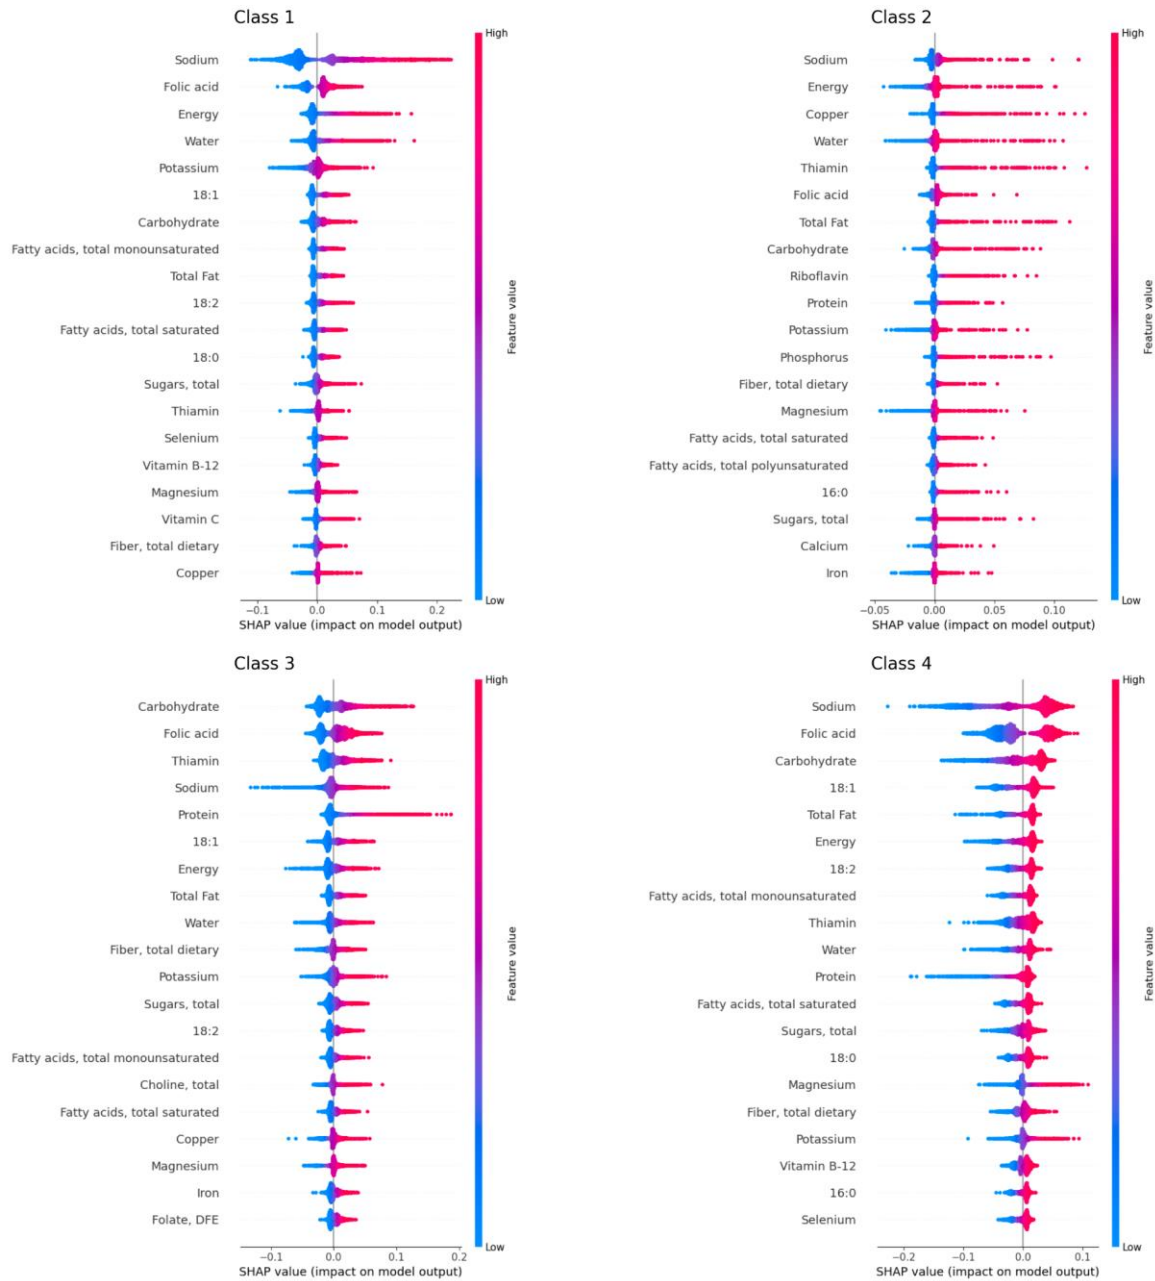 Class 1
High
Sodium
Folic acid
Energy
Water
Potassium
18:1
Carbohydrate
Fatty acids, total monounsaturated
Total Fat
18:2
Fatty acids, total saturated
18:0
Sugars, total
Thiamin
Selenium
Vitamin B-12
Magnesium
Vitamin C
Fiber, total dietary
Copper
Feature value
Low
−0.1 0.0 0.1 0.2
SHAP value (impact on model output)
Class 2
High
Sodium
Energy
Copper
Water
Thiamin
Folic acid
Total Fat
Carbohydrate
Riboflavin
Protein
Potassium
Phosphorus
Fiber, total dietary
Magnesium
Fatty acids, total saturated
Fatty acids, total polyunsaturated
16:0
Sugars, total
Calcium
Iron
Feature value
Low
−0.05 0.00 0.05 0.10
SHAP value (impact on model output)
Class 3
High
Carbohydrate
Folic acid
Thiamin
Sodium
Protein
18:1
Energy
Total Fat
Water
Fiber, total dietary
Potassium
Sugars, total
18:2
Fatty acids, total monounsaturated
Choline, total
Fatty acids, total saturated
Copper
Magnesium
Iron
Folate, DFE
Feature value
Low
−0.1 0.0 0.1 0.2
SHAP value (impact on model output)
Class 4
High
Sodium
Folic acid
Carbohydrate
18:1
Total Fat
Energy
18:2
Fatty acids, total monounsaturated
Thiamin
Water
Protein
Fatty acids, total saturated
Sugars, total
18:0
Magnesium
Fiber, total dietary
Potassium
Vitamin B-12
16:0
Selenium
Feature value
Low
−0.2 −0.1 0.0 0.1
SHAP value (impact on model output)